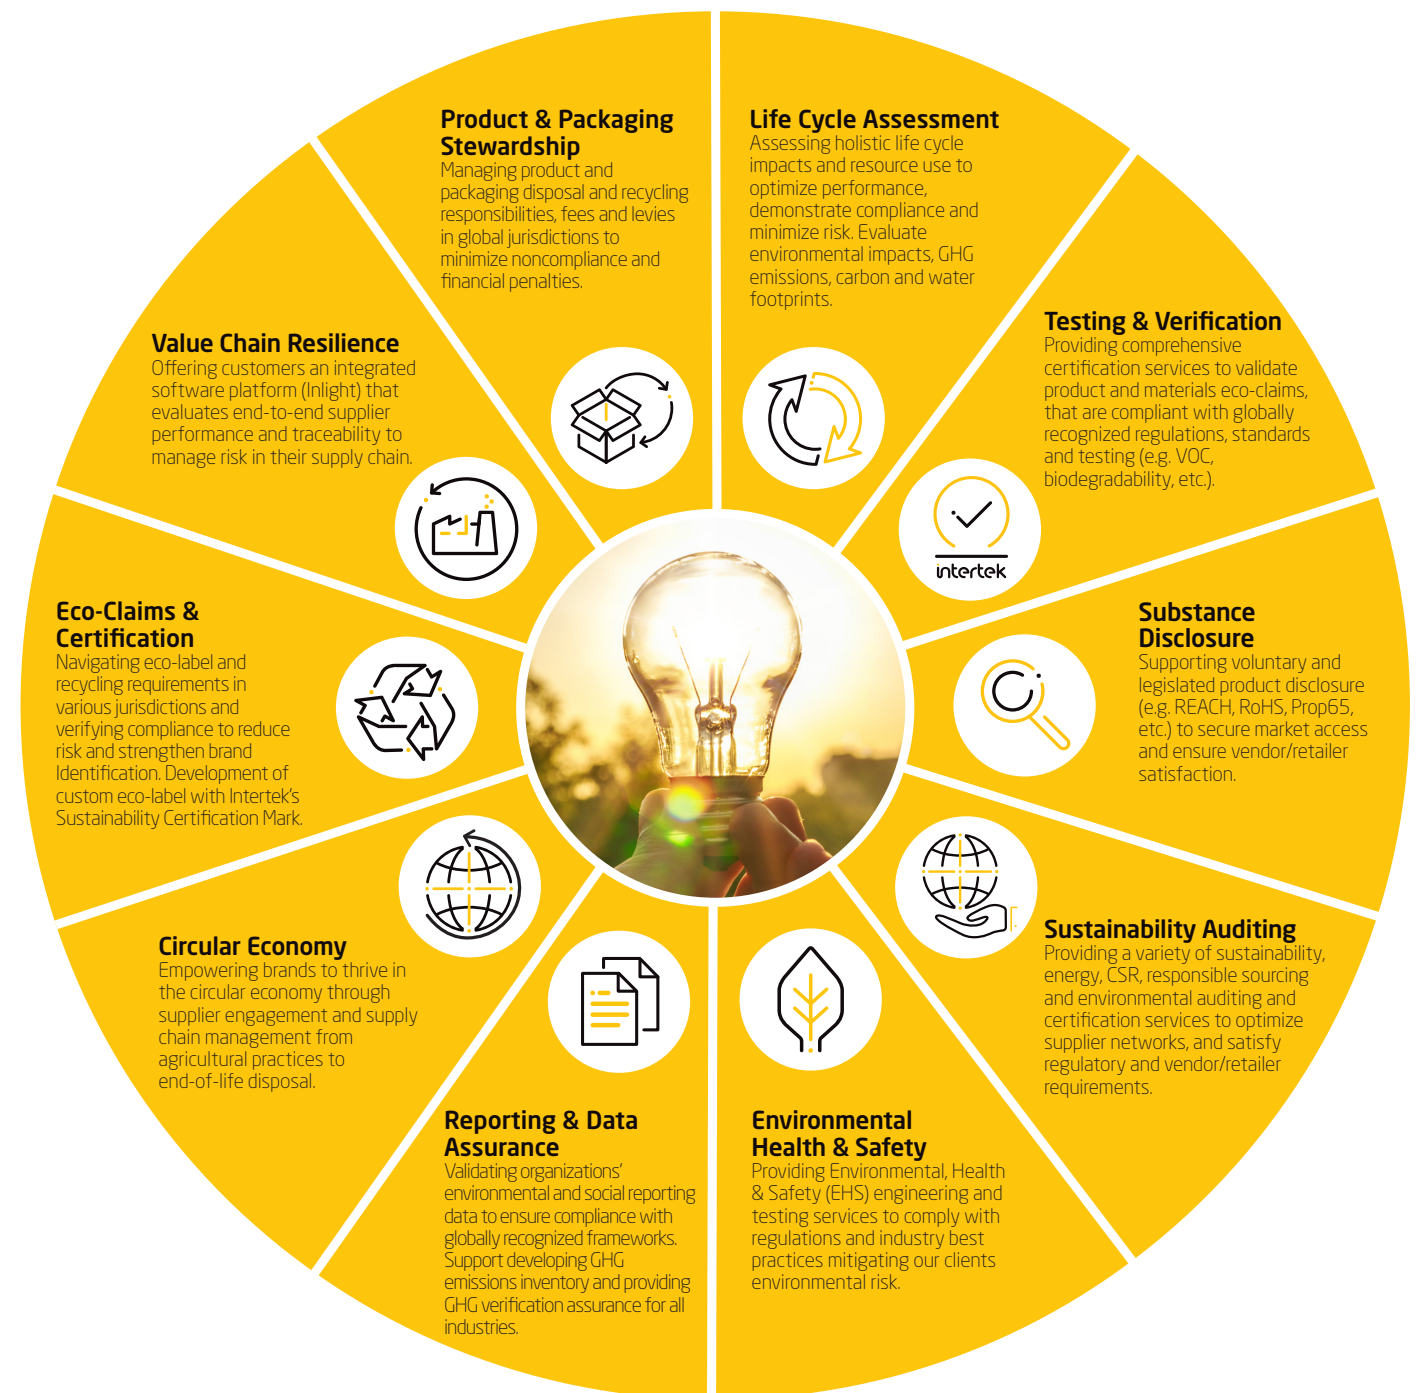 Product & Packaging
Stewardship
Managing product and
packaging disposal and recycling
responsibilities, fees and levies
in global jurisdictions to
minimize noncompliance and
financial penalties.
Life Cycle Assessment
Assessing holistic life cycle
impacts and resource use to
optimize performance,
demonstrate compliance and
minimize risk. Evaluate
environmental impacts, GHG
emissions, carbon and water
footprints.
Testing & Verification
Providing comprehensive
certification services to validate
product and materials eco-claims,
that are compliant with globally
recognized regulations, standards
and testing (e.g. VOC,
biodegradability, etc.).
intertek
Substance
Disclosure
Supporting voluntary and
legislated product disclosure
(e.g. REACH, RoHS, Prop65,
etc.) to secure market access
and ensure vendor/retailer
satisfaction.
Sustainability Auditing
Providing a variety of sustainability,
energy, CSR, responsible sourcing
and environmental auditing and
certification services to optimize
supplier networks, and satisfy
regulatory and vendor/retailer
requirements.
Environmental
Health & Safety
Providing Environmental, Health
& Safety (EHS) engineering and
testing services to comply with
regulations and industry best
practices mitigating our clients
environmental risk.
Reporting & Data
Assurance
Validating organizations'
environmental and social reporting
data to ensure compliance with
globally recognized frameworks.
Support developing GHG
emissions inventory and providing
GHG verification assurance for all
industries.
Circular Economy
Empowering brands to thrive in
the circular economy through
supplier engagement and supply
chain management from
agricultural practices to
end-of-life disposal.
Eco-Claims &
Certification
Navigating eco-label and
recycling requirements in
various jurisdictions and
verifying compliance to reduce
risk and strengthen brand
Identification. Development of
custom eco-label with Intertek's
Sustainability Certification Mark.
Value Chain Resilience
Offering customers an integrated
software platform (Inlight) that
evaluates end-to-end supplier
performance and traceability to
manage risk in their supply chain.